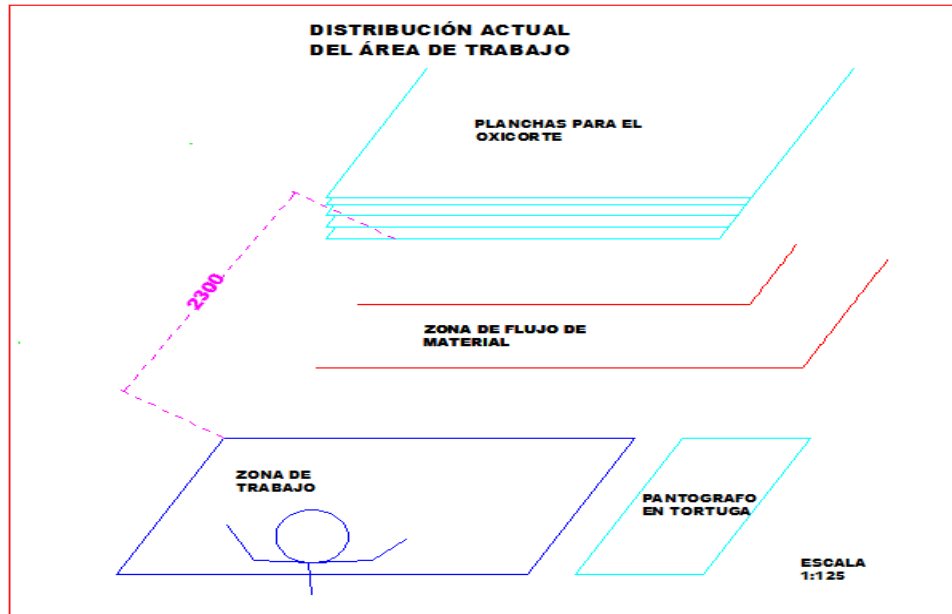 DISTRIBUCIÓN ACTUAL
DEL ÁREA DE TRABAJO
PLANCHAS PARA EL
OXICORTE
2300
ZONA DE FLUJO DE
MATERIAL
ZONA DE
TRABAJO
PANTOGRAFO
EN TORTUGA
ESCALA
1:125